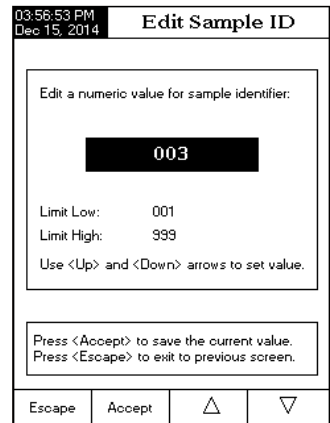 03:56:53 PM
Dec 15, 2014
Edit Sample ID
Edit a numeric value for sample identifier:
003
Limit Low: 001
Limit High: 999
Use <Up> and <Down> arrows to set value.
Press <Accept> to save the current value.
Press <Escape> to exit to previous screen.
Escape Accept △ ▽